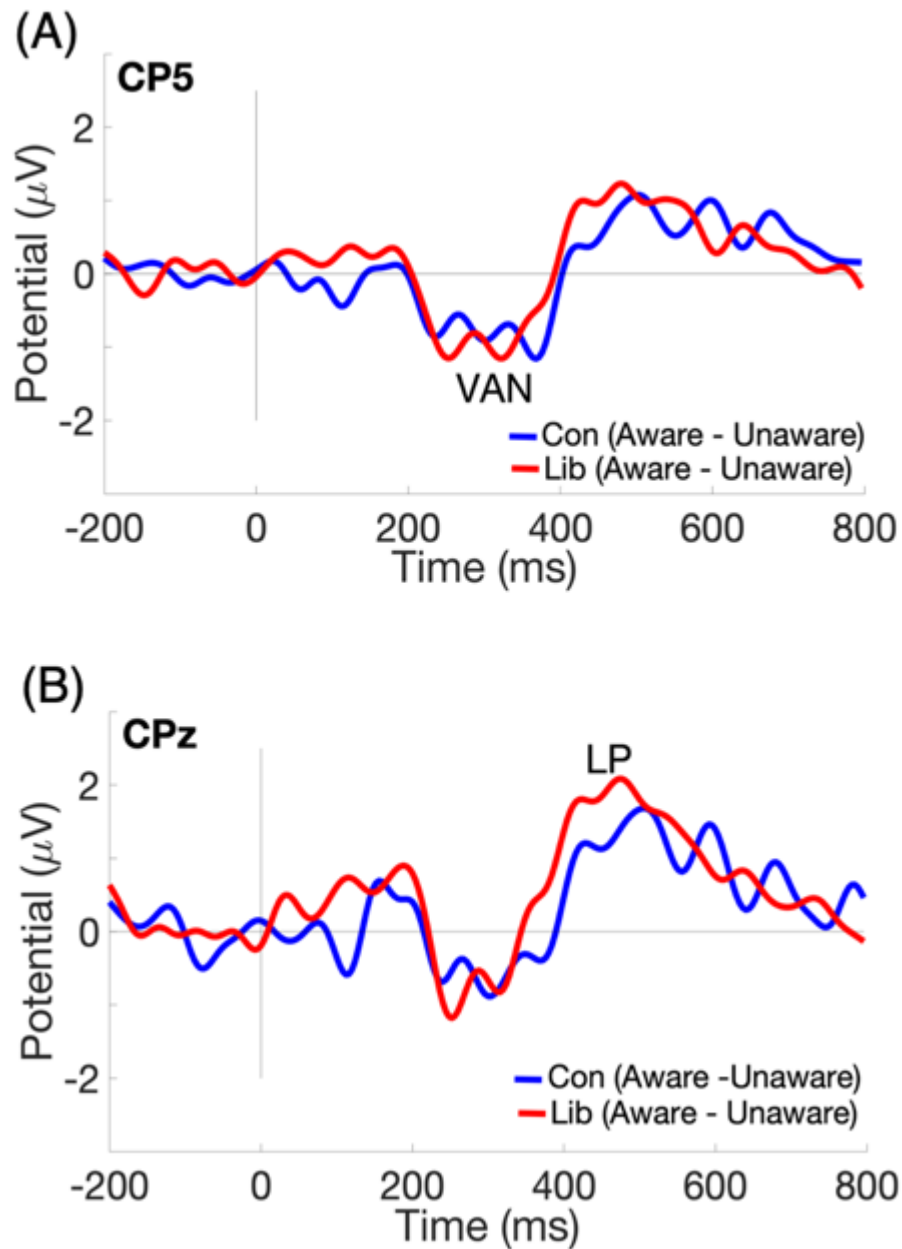 (A)
CP5
Potential (μV)
2
0
-2
VAN
Con (Aware - Unaware)
Lib (Aware - Unaware)
-200 0 200 400 600 800
Time (ms)
(B)
CPz
LP
Potential (μV)
2
0
-2
Con (Aware -Unaware)
Lib (Aware - Unaware)
-200 0 200 400 600 800
Time (ms)